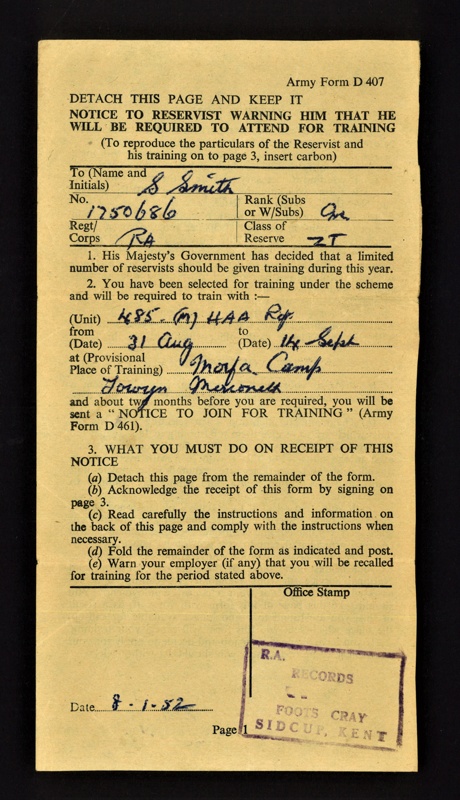 Army Form D 407
DETACH THIS PAGE AND KEEP IT
NOTICE TO RESERVIST WARNING HIM THAT HE
WILL BE REQUIRED TO ATTEND FOR TRAINING
(To reproduce the particulars of the Reservist and
his training on to page 3, insert carbon)
To (Name and
Initials) S Smith
No. 1750686
Rank (Subs
or W/Subs) Gnr
Regt/
Corps RA
Class of
Reserve ZT
1. His Majesty's Government has decided that a limited
number of reservists should be given training during this year.
2. You have been selected for training under the scheme
and will be required to train with :—
(Unit) 485 (M) HAA
from to
(Date) 31 Aug (Date) 14 Sept
at (Provisional
Place of Training) Morfa Camp
Towyn
and about two months before you are required, you will be
sent a "NOTICE TO JOIN FOR TRAINING" (Army
Form D 461).
3. WHAT YOU MUST DO ON RECEIPT OF THIS
NOTICE
(a) Detach this page from the remainder of the form.
(b) Acknowledge the receipt of this form by signing on
page 3.
(c) Read carefully the instructions and information on
the back of this page and comply with the instructions when
necessary.
(d) Fold the remainder of the form as indicated and post.
(e) Warn your employer (if any) that you will be recalled
for training for the period stated above.
Office Stamp
R.A.
RECORDS
FOOTS CRAY
SIDCUP, KENT
Date 8-1-52
Page 1